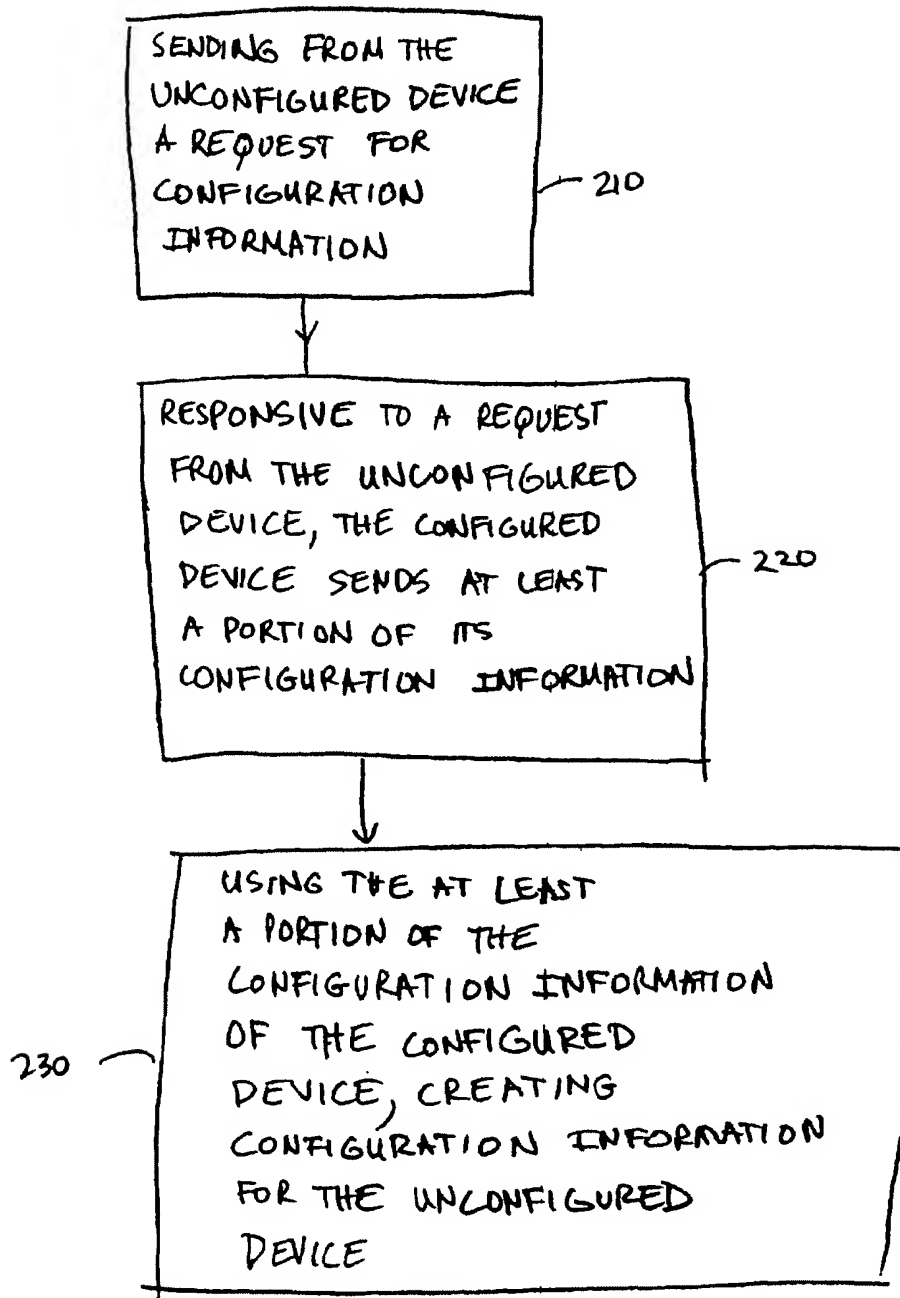 SENDING FROM THE
UNCONFIGURED DEVICE
A REQUEST FOR
CONFIGURATION
INFORMATION
210
RESPONSIVE TO A REQUEST
FROM THE UNCONFIGURED
DEVICE, THE CONFIGURED
DEVICE SENDS AT LEAST
A PORTION OF ITS
CONFIGURATION INFORMATION
220
USING THE AT LEAST
A PORTION OF THE
CONFIGURATION INFORMATION
OF THE CONFIGURED
DEVICE, CREATING
CONFIGURATION INFORMATION
FOR THE UNCONFIGURED
DEVICE
230